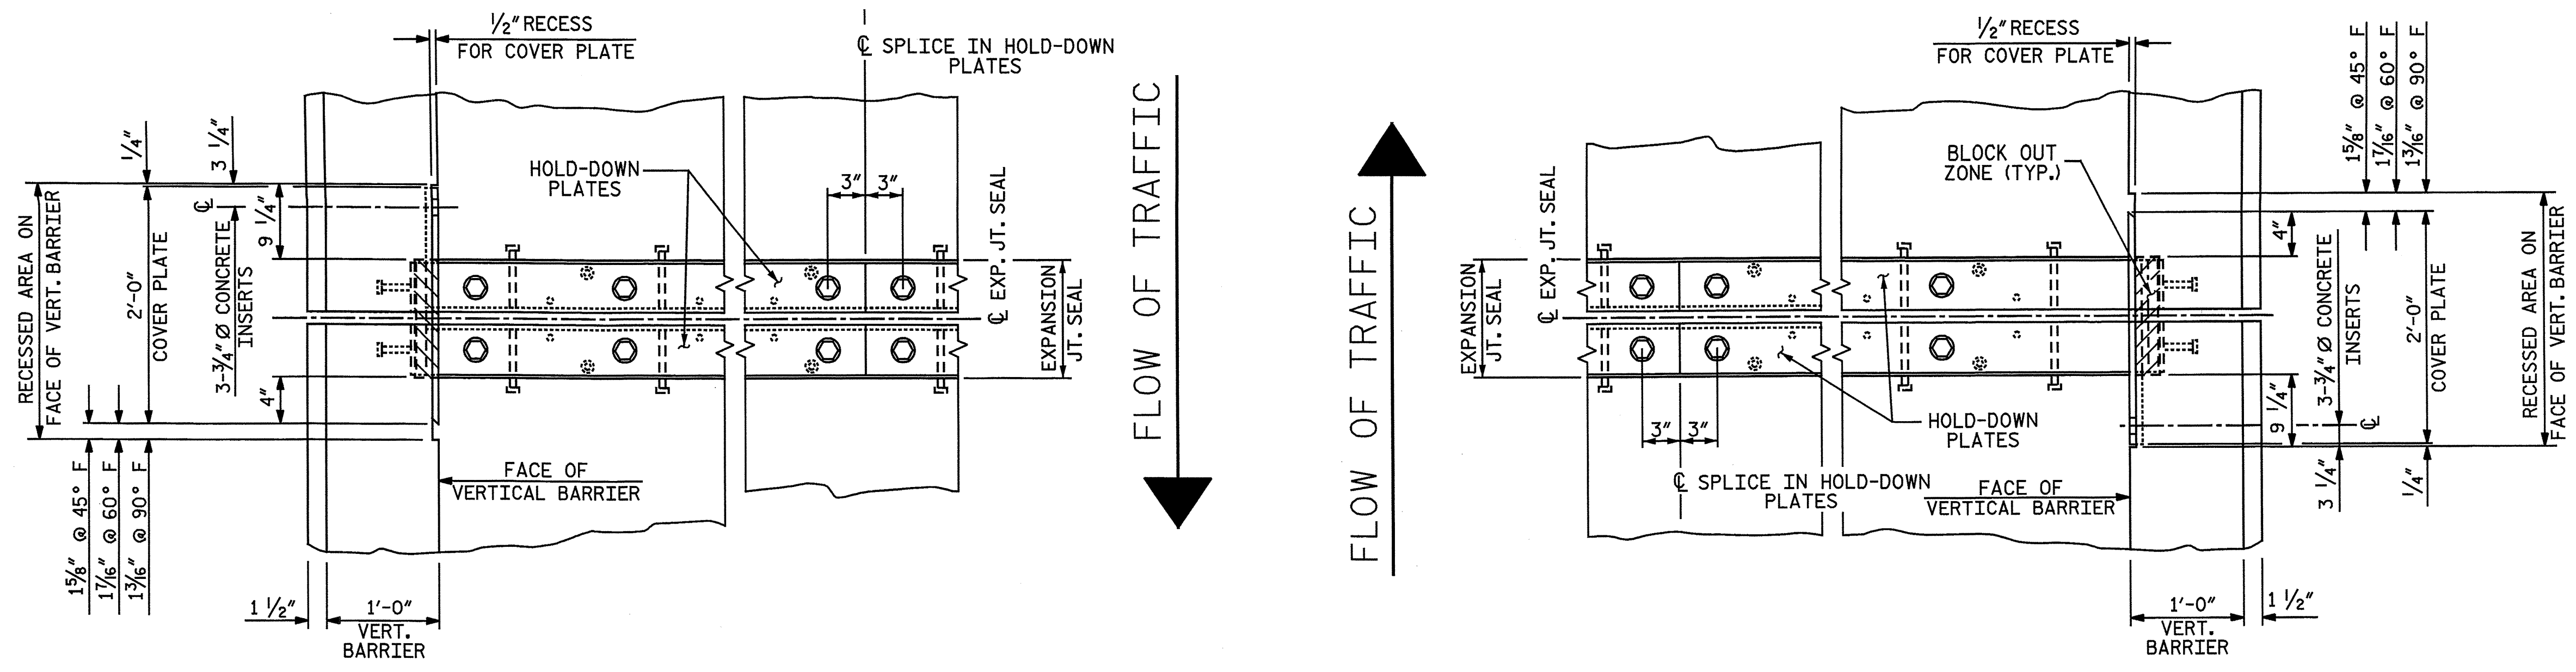 ½" RECESS
FOR COVER PLATE
℄ SPLICE IN HOLD-DOWN
PLATES
¼"
3 ¼"
RECESSED AREA ON
FACE OF VERT. BARRIER
2'-0"
COVER PLATE
℄
3-¾" Ø CONCRETE
INSERTS
9 ¼"
4"
HOLD-DOWN
PLATES
3"
3"
℄ EXP. JT. SEAL
EXPANSION
JT. SEAL
FLOW OF TRAFFIC
FACE OF
VERTICAL BARRIER
1⅝" @ 45° F
1⁷⁄₁₆" @ 60° F
1³⁄₁₆" @ 90° F
1 ½"
1'-0"
VERT.
BARRIER
½" RECESS
FOR COVER PLATE
1⅝" @ 45° F
1⁷⁄₁₆" @ 60° F
1³⁄₁₆" @ 90° F
BLOCK OUT
ZONE (TYP.)
FLOW OF TRAFFIC
EXPANSION
JT. SEAL
℄ EXP. JT. SEAL
4"
9 ¼"
3-¾" Ø CONCRETE
INSERTS
℄
2'-0"
COVER PLATE
RECESSED AREA ON
FACE OF VERT. BARRIER
3"
3"
HOLD-DOWN
PLATES
℄ SPLICE IN HOLD-DOWN
PLATES
FACE OF
VERTICAL BARRIER
3 ¼"
¼"
1'-0"
1 ½"
VERT.
BARRIER